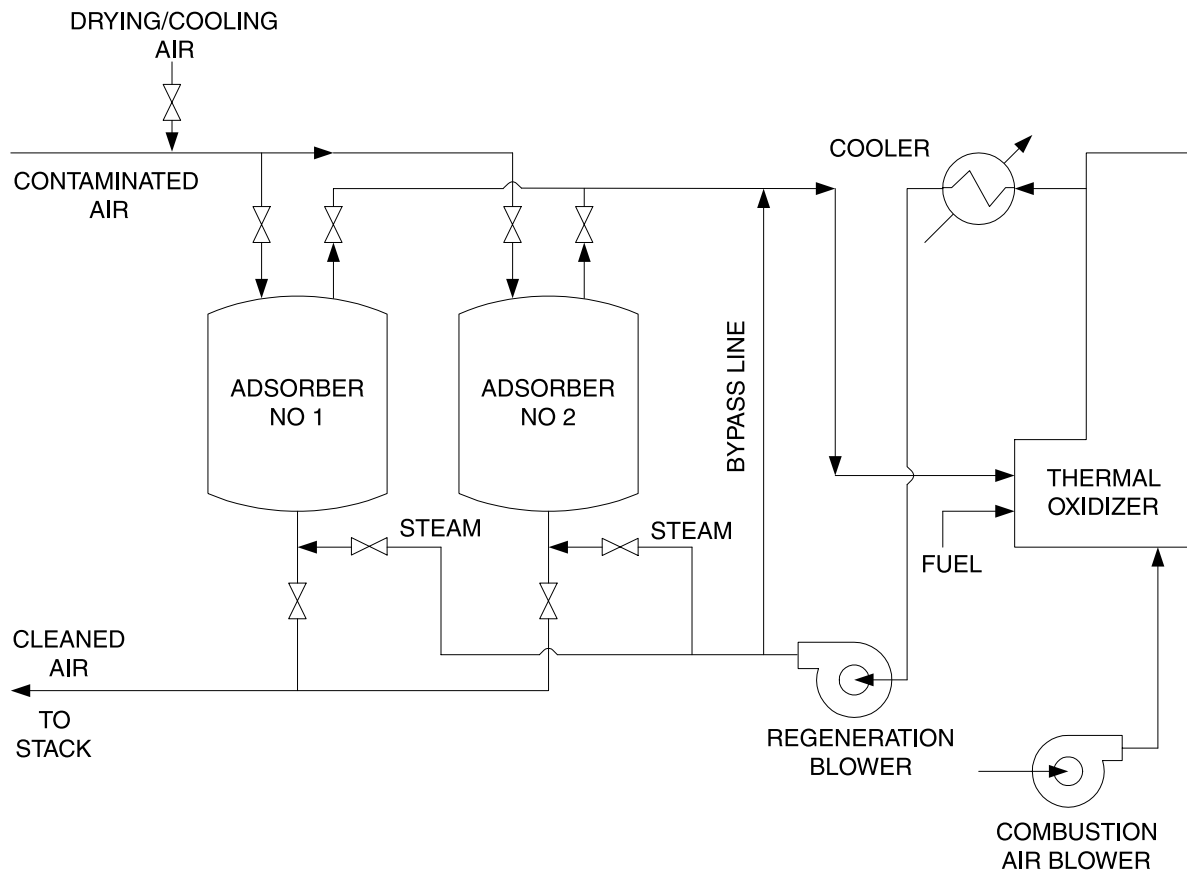 DRYING/COOLING
AIR
CONTAMINATED
AIR
COOLER
ADSORBER
NO 1
ADSORBER
NO 2
BYPASS LINE
THERMAL
OXIDIZER
STEAM
STEAM
FUEL
CLEANED
AIR
TO
STACK
REGENERATION
BLOWER
COMBUSTION
AIR BLOWER